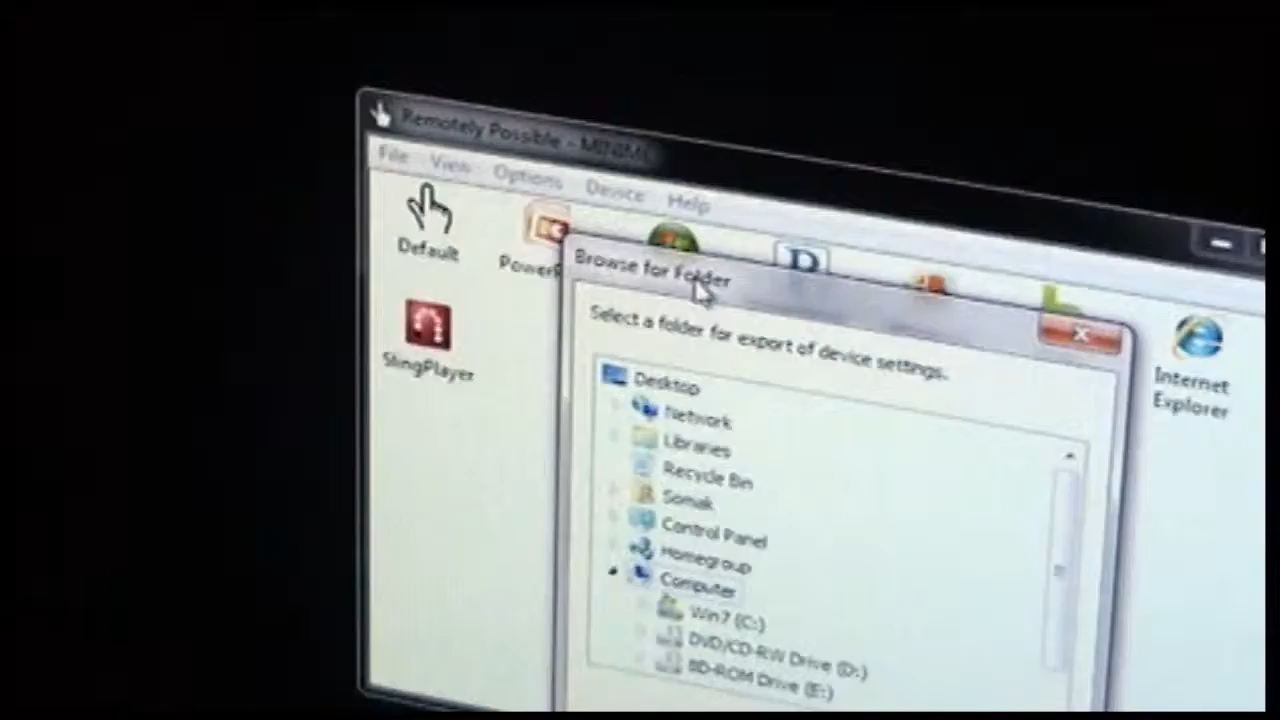 Remotely Possible - MINIMC
File View Options Device Help
Default
SlingPlayer
Browse for Folder
Select a folder for export of device settings.
Desktop
Network
Libraries
Recycle Bin
Somak
Control Panel
Homegroup
Computer
Win7 (C:)
DVD/CD-RW Drive (D:)
BD-ROM Drive (E:)
Internet
Explorer